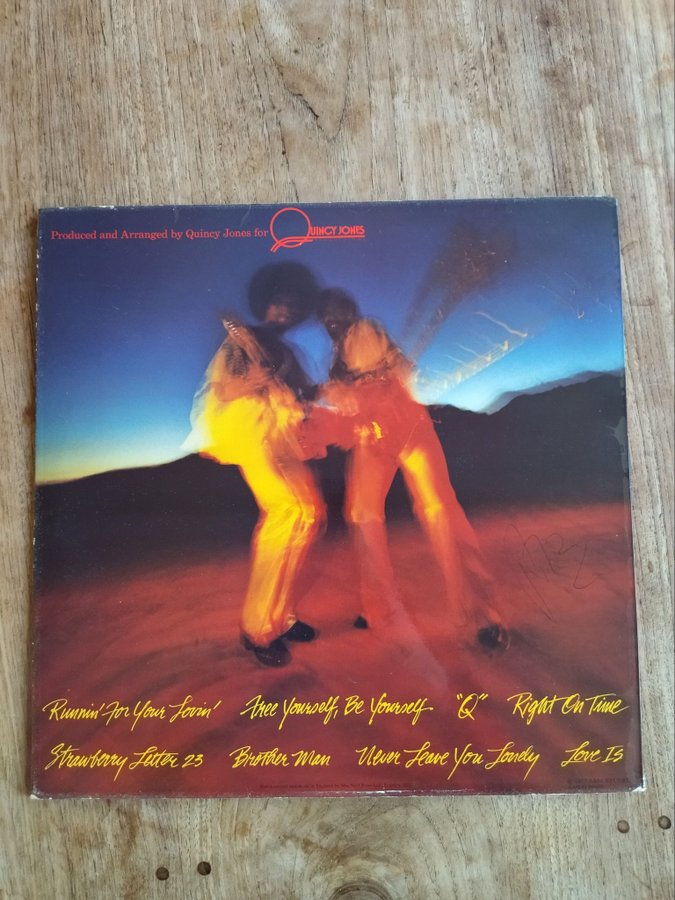 Produced and Arranged by Quincy Jones for QUINCY JONES
Runnin' For Your Lovin' Free Yourself, Be Yourself "Q" Right On Time
Strawberry Letter 23 Brother Man Never Leave You Lonely Love Is